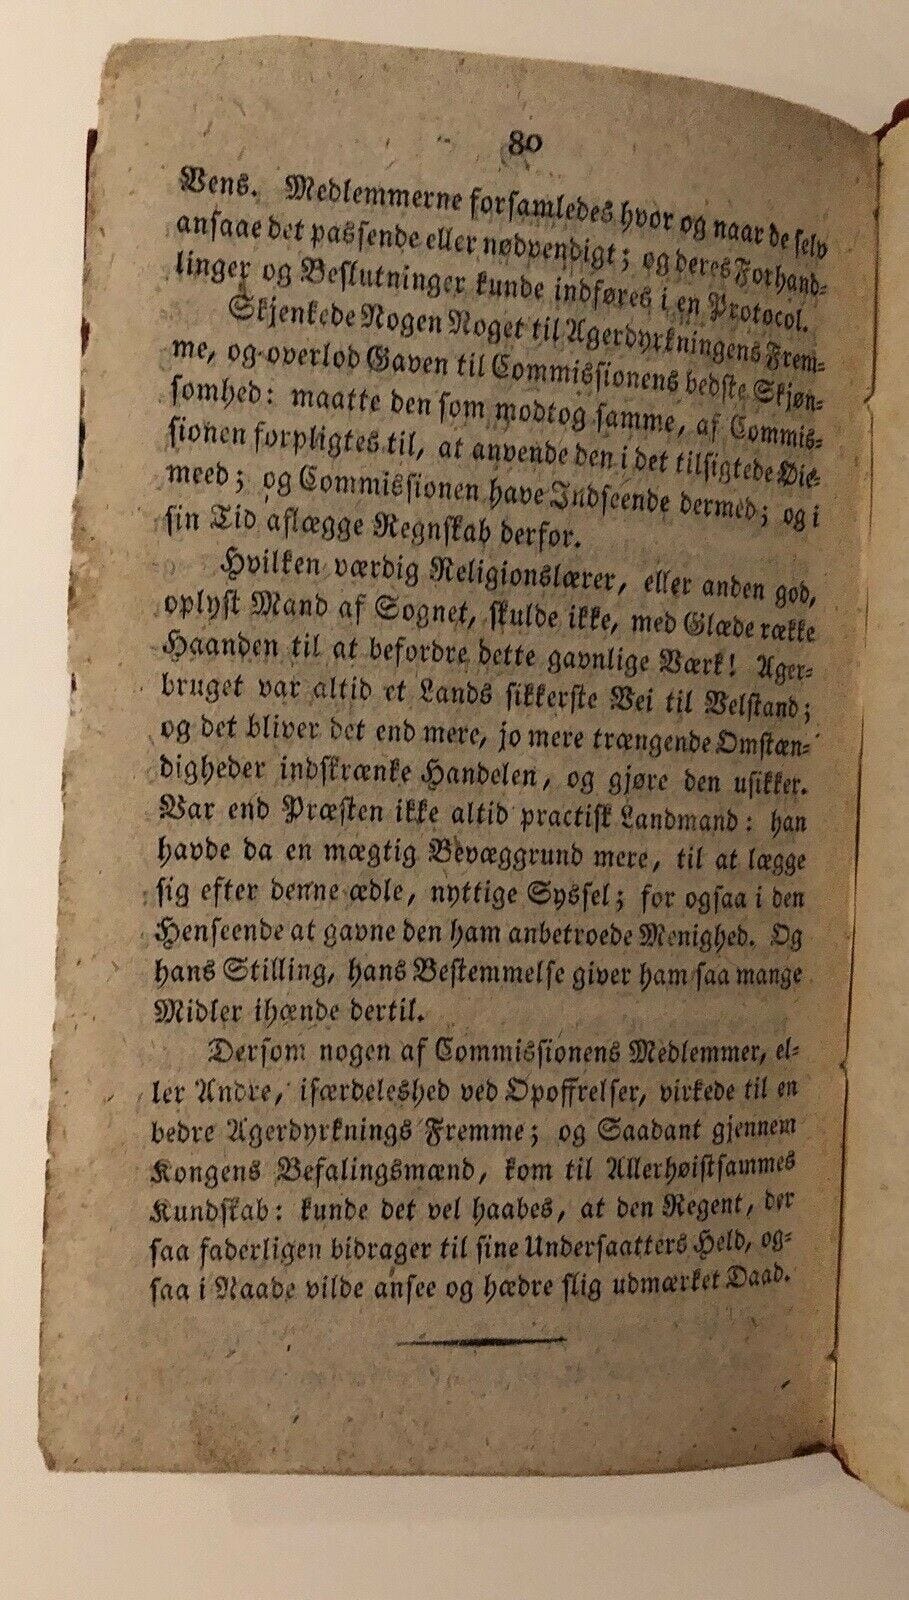 80
Vens. Medlemmerne forsamledes hvor og naar de selv
ansaae det passende eller nødvendigt; og deres Forhand-
linger og Beslutninger kunde indføres i en Protocol.
Skjenkede Nogen Noget til Agerdyrkningens Frem-
me, og overlod Gaven til Commissionens bedste Skjøn-
somhed: maatte den som modtog samme, af Commis-
sionen forpligtes til, at anvende den i det tilsigtede Øie-
meed; og Commissionen have Indseende dermed; og i
sin Tid aflægge Regnskab derfor.
Hvilken værdig Religionslærer, eller anden god,
oplyst Mand af Sognet, skulde ikke, med Glæde række
Haanden til at befordre dette gavnlige Værk! Ager-
bruget var altid et Lands sikkerste Vei til Velstand;
og det bliver det end mere, jo mere trængende Omstæn-
digheder indskrænke Handelen, og gjøre den usikker.
Var end Præsten ikke altid practisk Landmand: han
havde da en mægtig Bevæggrund mere, til at lægge
sig efter denne ædle, nyttige Syssel; for ogsaa i den
Henseende at gavne den ham anbetroede Menighed. Og
hans Stilling, hans Bestemmelse giver ham saa mange
Midler ihænde dertil.
Dersom nogen af Commissionens Medlemmer, el-
ler Andre, isærdeleshed ved Opoffrelser, virkede til en
bedre Agerdyrknings Fremme; og Saadant gjennem
Kongens Befalingsmænd, kom til Allerhøistsammes
Kundskab: kunde det vel haabes, at den Regent, der
saa faderligen bidrager til sine Undersaatters Held, og-
saa i Naade vilde ansee og hædre slig udmærket Daad.